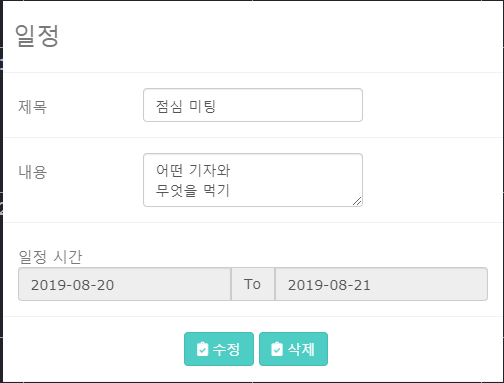 일정
제목
점심 미팅
내용
어떤 기자와
무엇을 먹기
일정 시간
2019-08-20 To 2019-08-21
수정 삭제